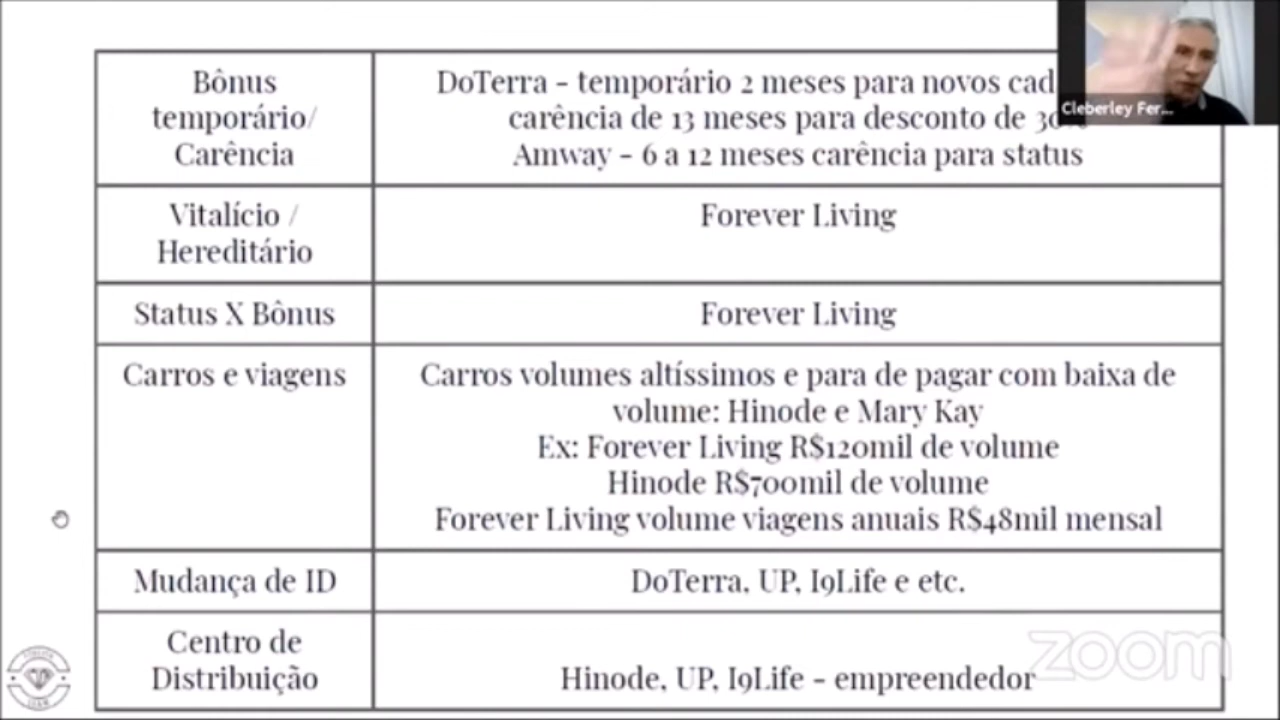 Bônus
temporário/
Carência
DoTerra - temporário 2 meses para novos cad
carência de 13 meses para desconto de 30%
Amway - 6 a 12 meses carência para status
Vitalício /
Hereditário
Forever Living
Status X Bônus
Forever Living
Carros e viagens
Carros volumes altíssimos e para de pagar com baixa de
volume: Hinode e Mary Kay
Ex: Forever Living R$120mil de volume
Hinode R$700mil de volume
Forever Living volume viagens anuais R$48mil mensal
Mudança de ID
DoTerra, UP, I9Life e etc.
Centro de
Distribuição
Hinode, UP, I9Life - empreendedor
Cleberley Fer...
zoom